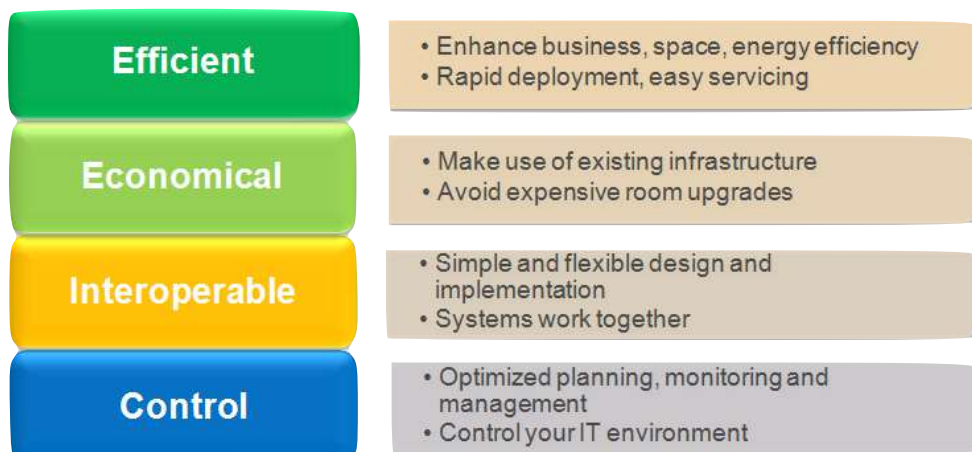 Efficient
• Enhance business, space, energy efficiency
• Rapid deployment, easy servicing
Economical
• Make use of existing infrastructure
• Avoid expensive room upgrades
Interoperable
• Simple and flexible design and
implementation
• Systems work together
Control
• Optimized planning, monitoring and
management
• Control your IT environment